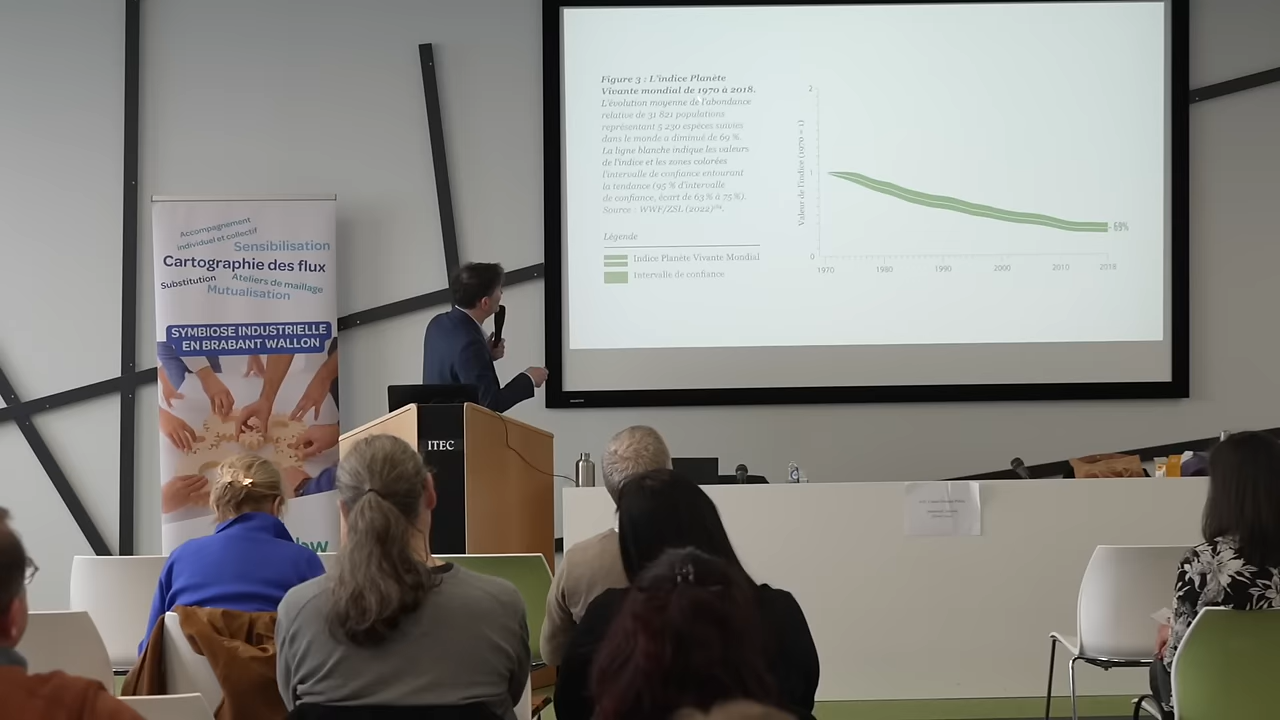 Figure 3 : L'indice Planète
Vivante mondial de 1970 à 2018.
L'évolution moyenne de l'abondance
relative de 31 821 populations
représentant 5 230 espèces suivies
dans le monde a diminué de 69 %.
La ligne blanche indique les valeurs
de l'indice et les zones colorées
l'intervalle de confiance entourant
la tendance (95 % d'intervalle
de confiance, écart de 63 % à 75 %).
Source : WWF/ZSL (2022)
Légende
Indice Planète Vivante Mondial
Intervalle de confiance
Valeur de l'indice (1970 = 1)
2
1
0
1970
1980
1990
2000
2010
2018
- 69%
Accompagnement
individuel et collectif
Sensibilisation
Cartographie des flux
Substitution
Ateliers de maillage
Mutualisation
SYMBIOSE INDUSTRIELLE
EN BRABANT WALLON
ITEC